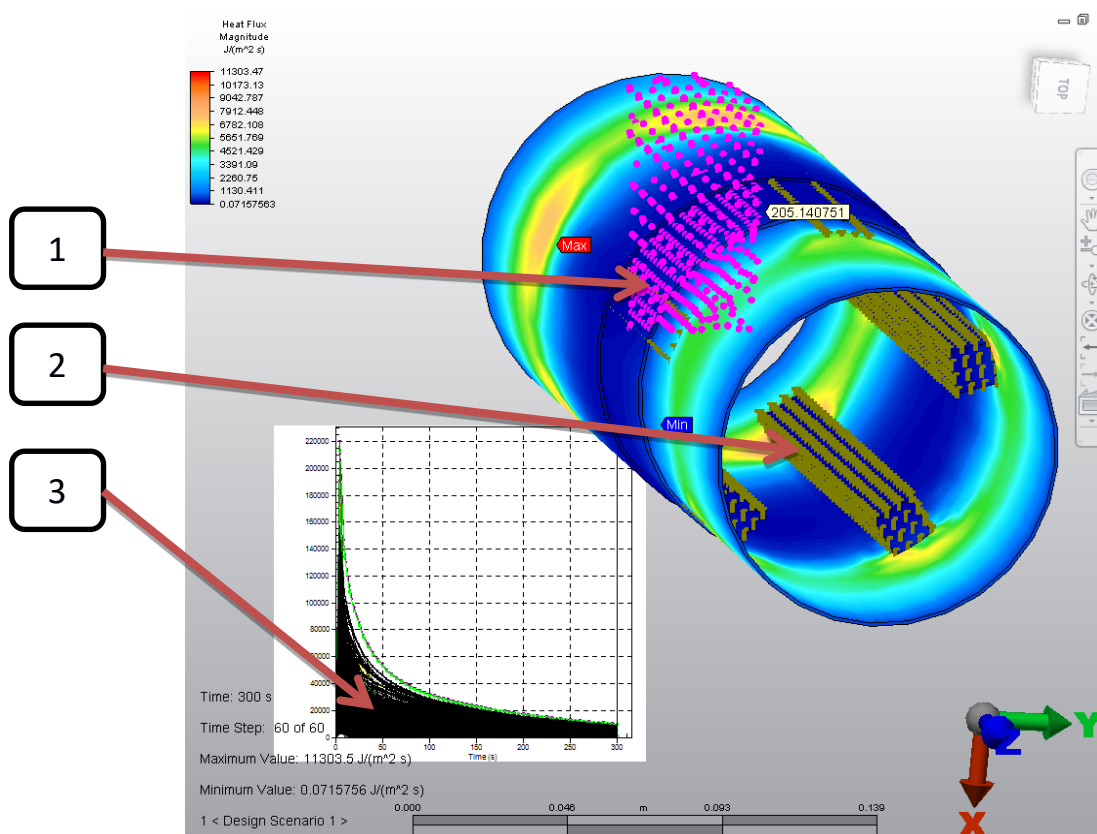 Heat Flux
Magnitude
J/(m^2 s)
11303.47
10173.13
9042.787
7912.448
6782.108
5651.769
4521.429
3391.09
2260.75
1130.411
0.07157563
TOP
1
2
3
205.140751
Max
Min
220000
200000
180000
160000
140000
120000
100000
80000
60000
40000
20000
0
0 50 100 150 200 250 300
Time (s)
Time: 300 s
Time Step: 60 of 60
Maximum Value: 11303.5 J/(m^2 s)
Minimum Value: 0.0715756 J/(m^2 s)
1 < Design Scenario 1 >
0.000 0.046 m 0.093 0.139
Y
Z
X